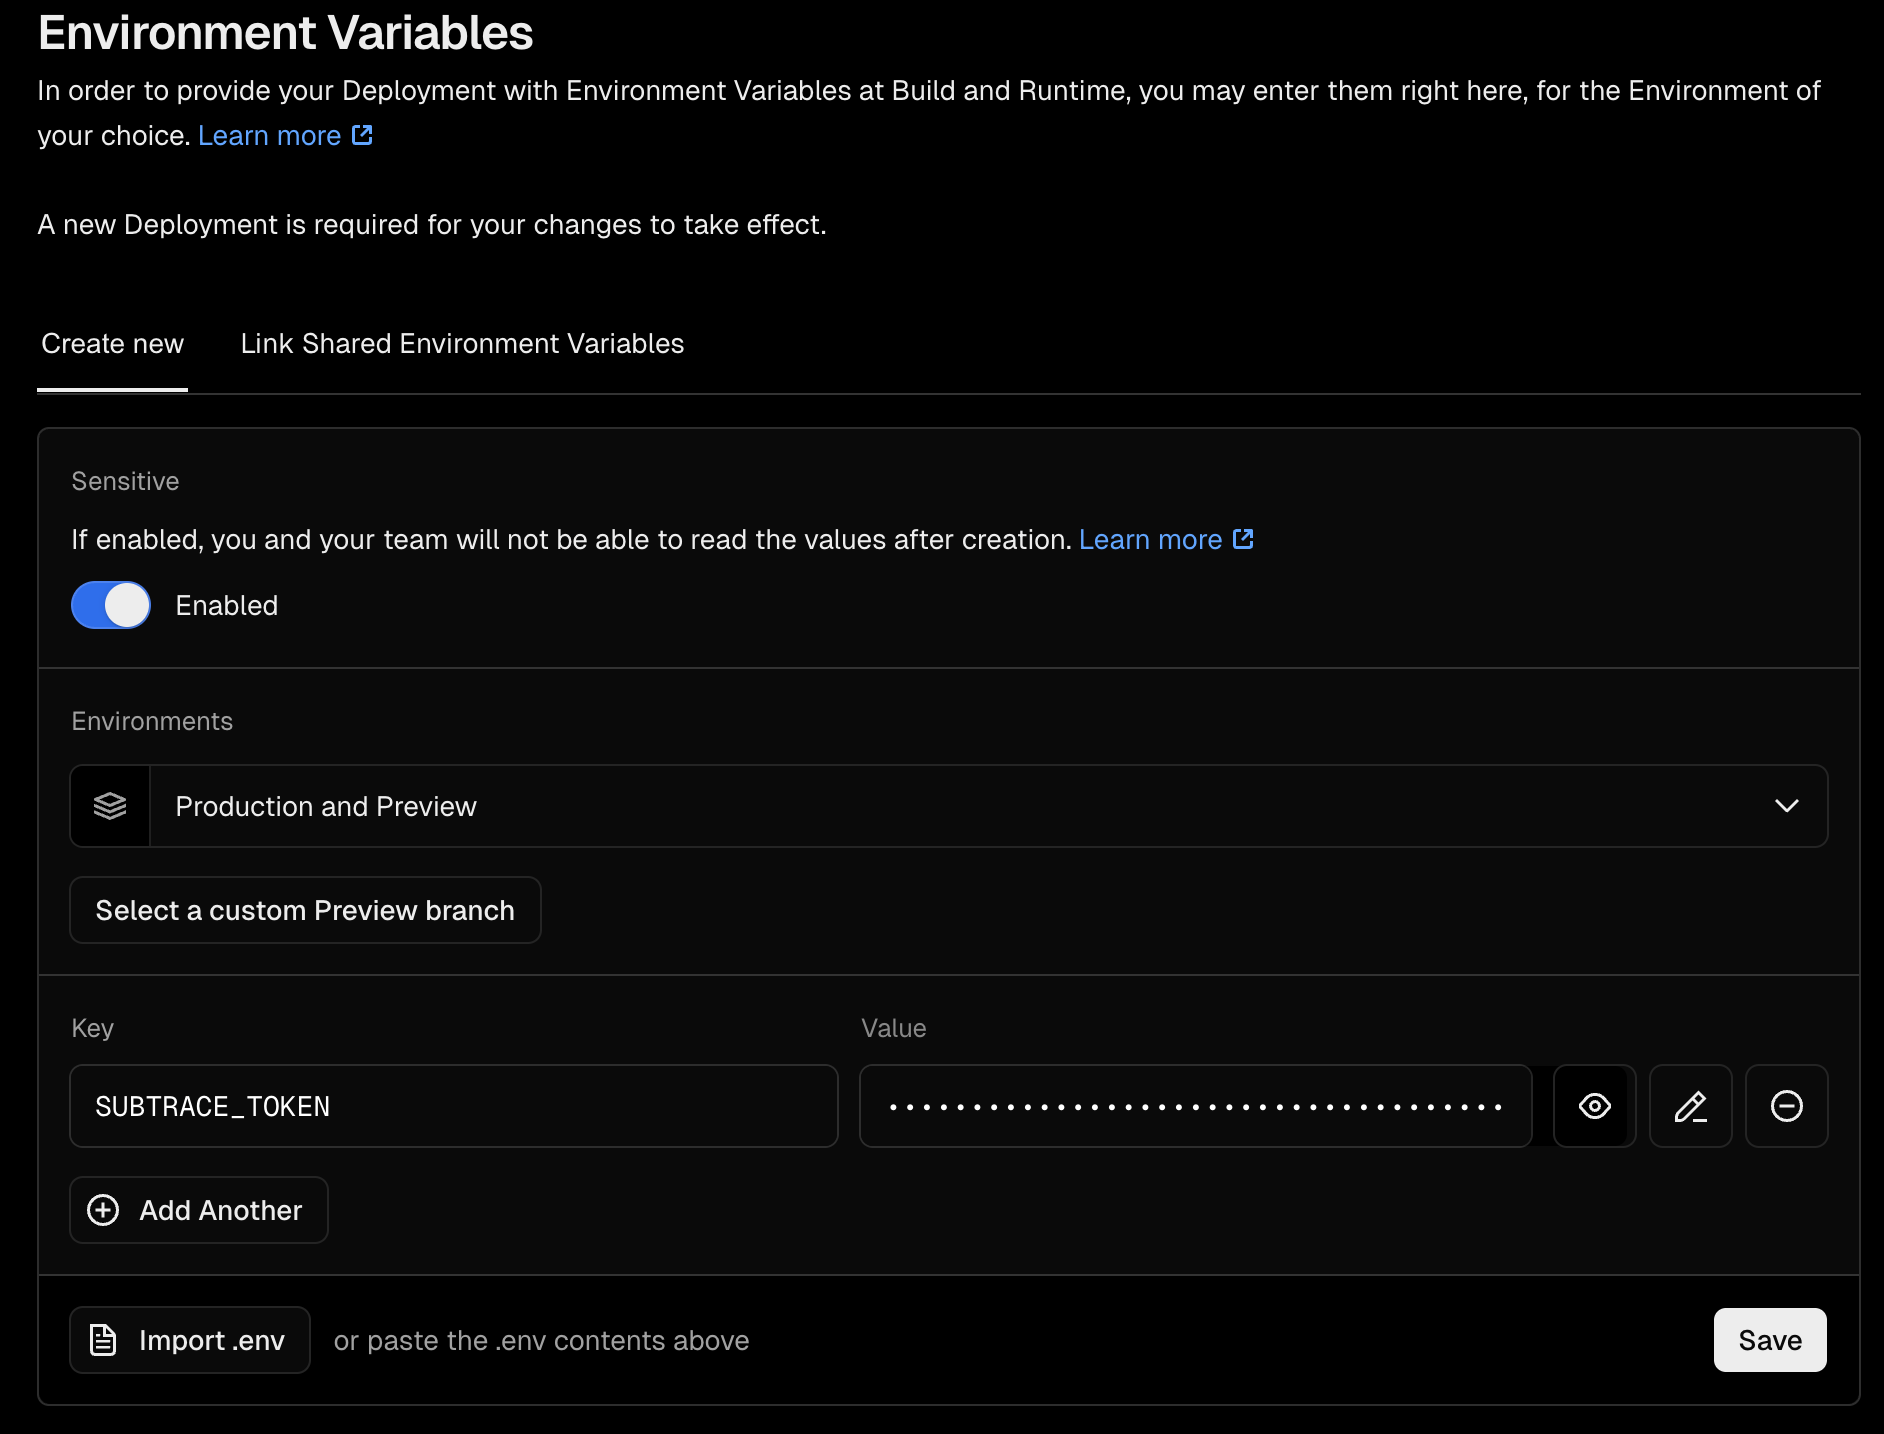 Environment Variables
In order to provide your Deployment with Environment Variables at Build and Runtime, you may enter them right here, for the Environment of
your choice. Learn more
A new Deployment is required for your changes to take effect.
Create new
Link Shared Environment Variables
Sensitive
If enabled, you and your team will not be able to read the values after creation. Learn more
Enabled
Environments
Production and Preview
Select a custom Preview branch
Key
Value
SUBTRACE_TOKEN
•••••••••••••••••••••••••••••••••••••
Add Another
Import .env
or paste the .env contents above
Save